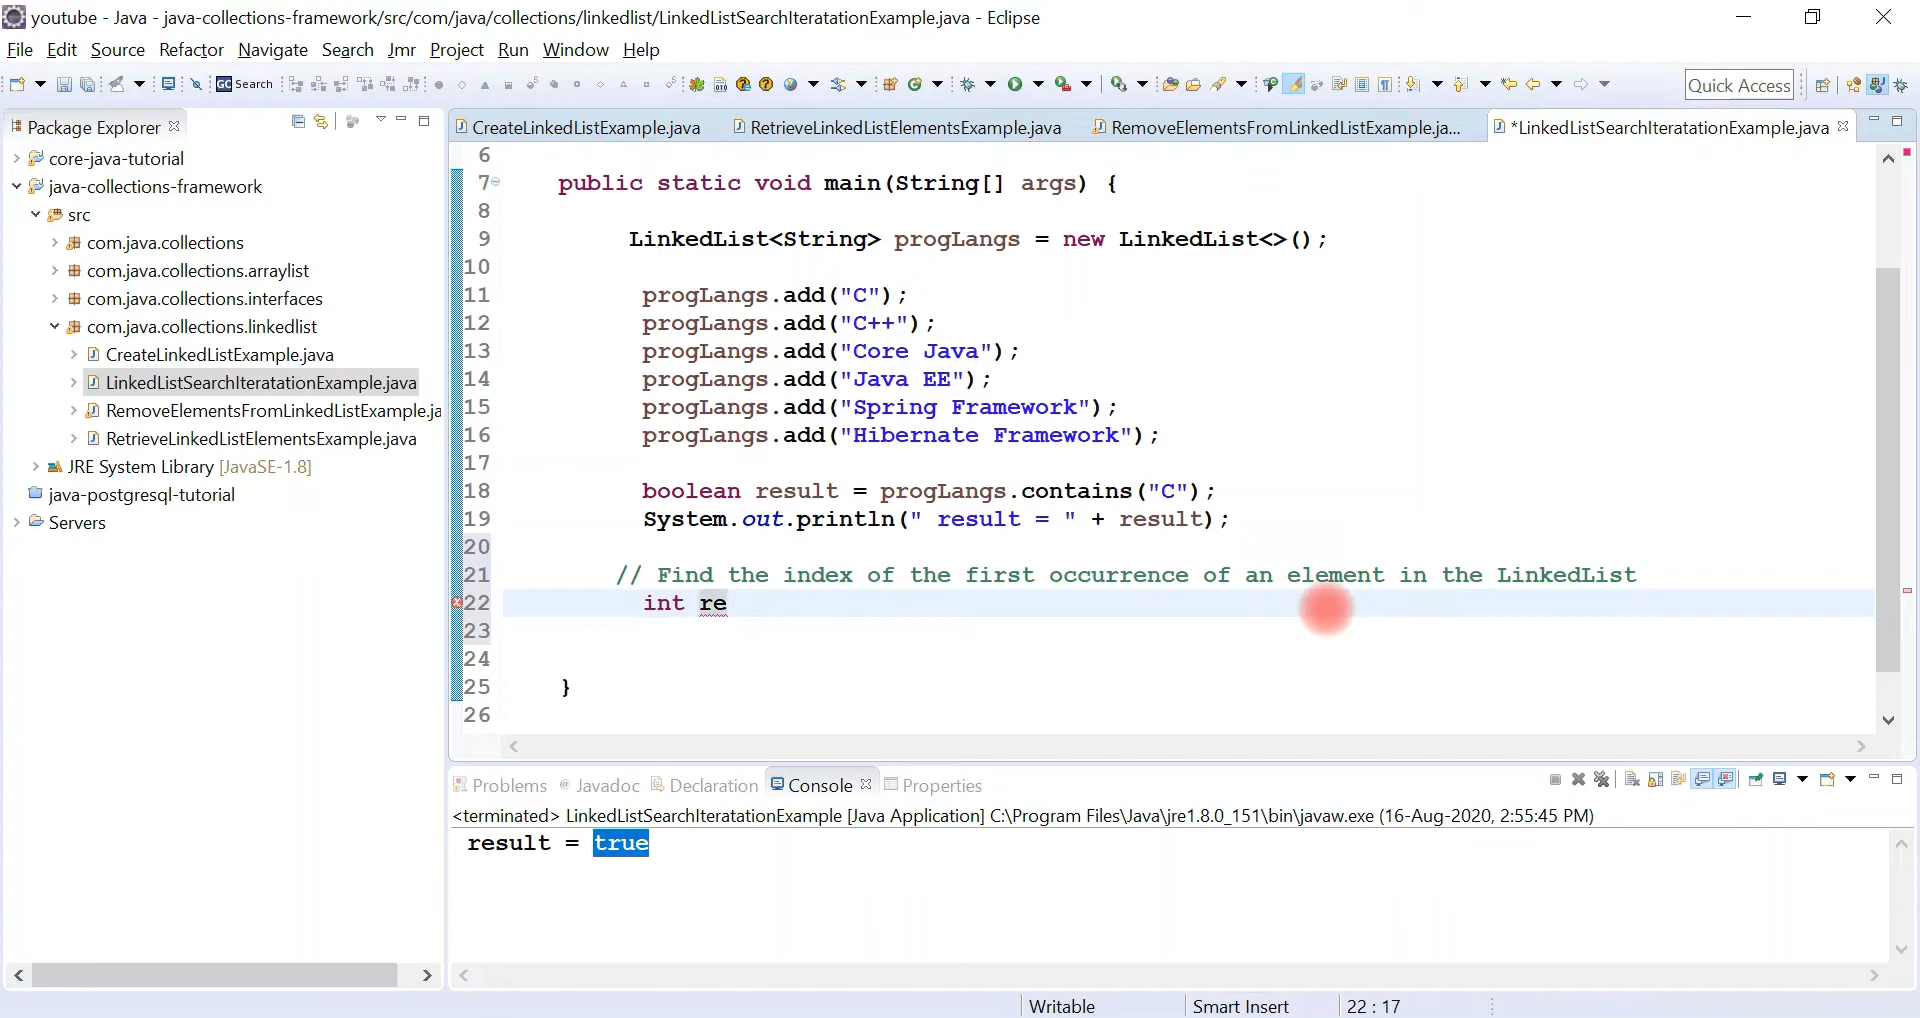 youtube - Java - java-collections-framework/src/com/java/collections/linkedlist/LinkedListSearchIteratationExample.java - Eclipse
File Edit Source Refactor Navigate Search Jmr Project Run Window Help
GC Search
Quick Access
Package Explorer
CreateLinkedListExample.java RetrieveLinkedListElementsExample.java RemoveElementsFromLinkedListExample.ja... *LinkedListSearchIteratationExample.java
core-java-tutorial
java-collections-framework
src
com.java.collections
com.java.collections.arraylist
com.java.collections.interfaces
com.java.collections.linkedlist
CreateLinkedListExample.java
LinkedListSearchIteratationExample.java
RemoveElementsFromLinkedListExample.ja
RetrieveLinkedListElementsExample.java
JRE System Library [JavaSE-1.8]
java-postgresql-tutorial
Servers
6
7 public static void main(String[] args) {
8
9 LinkedList<String> progLangs = new LinkedList<>();
10
11 progLangs.add("C");
12 progLangs.add("C++");
13 progLangs.add("Core Java");
14 progLangs.add("Java EE");
15 progLangs.add("Spring Framework");
16 progLangs.add("Hibernate Framework");
17
18 boolean result = progLangs.contains("C");
19 System.out.println(" result = " + result);
20
21 // Find the index of the first occurrence of an element in the LinkedList
22 int re
23
24
25 }
26
Problems @ Javadoc Declaration Console Properties
<terminated> LinkedListSearchIteratationExample [Java Application] C:\Program Files\Java\jre1.8.0_151\bin\javaw.exe (16-Aug-2020, 2:55:45 PM)
result = true
Writable Smart Insert 22 : 17